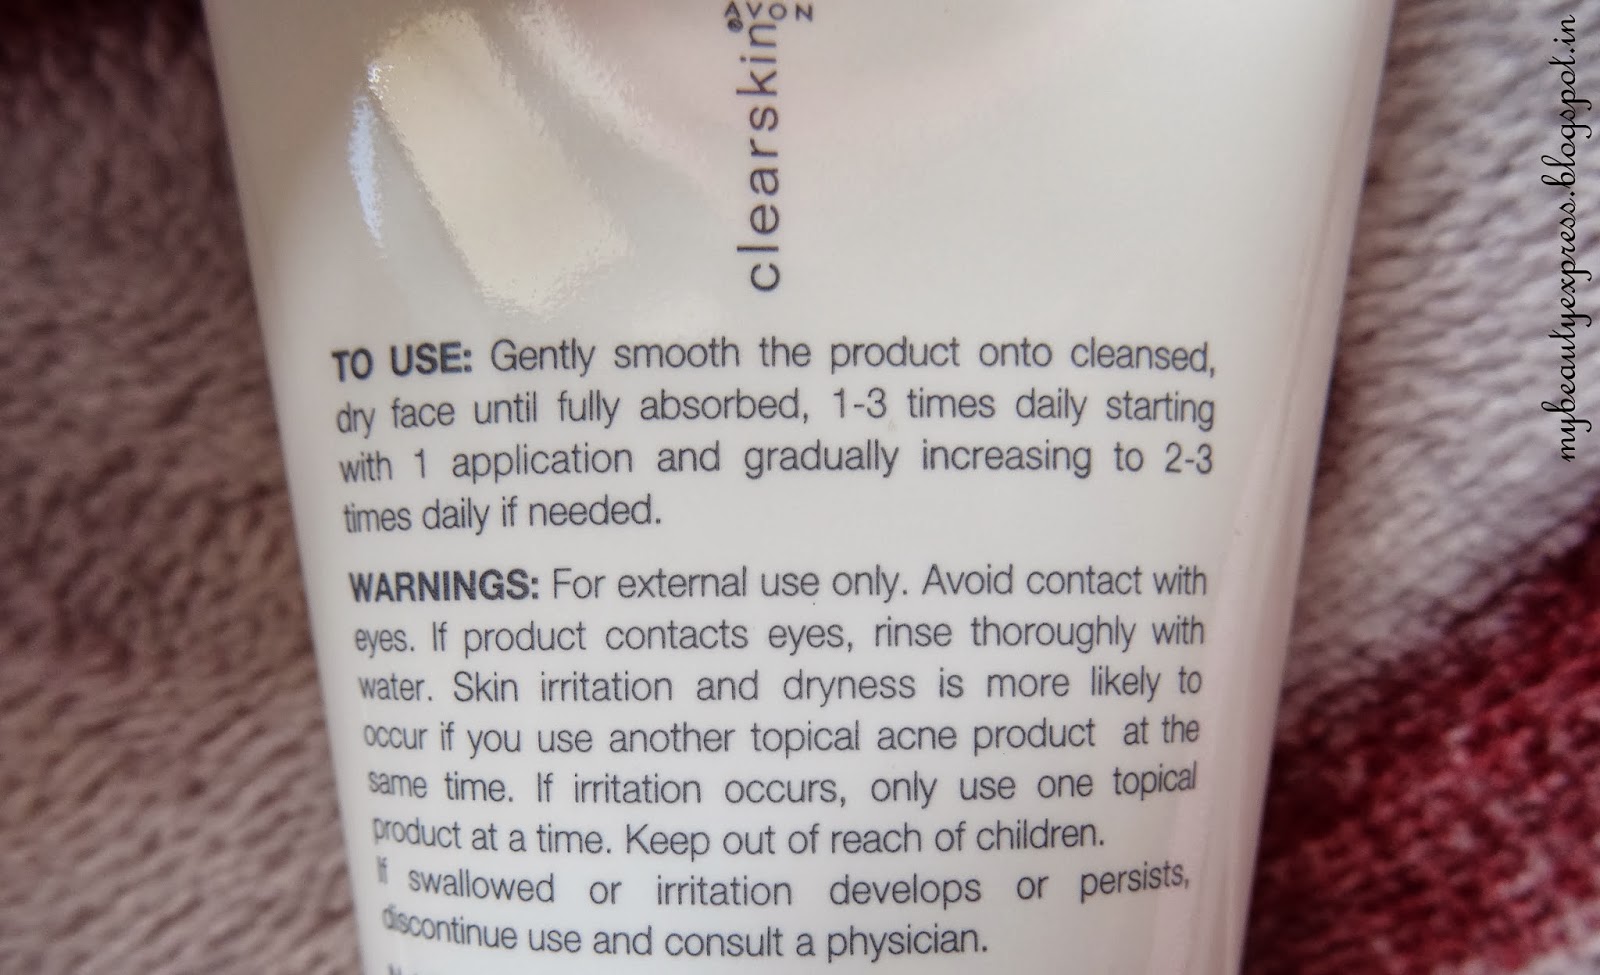 AVON
clearskin
TO USE: Gently smooth the product onto cleansed,
dry face until fully absorbed, 1-3 times daily starting
with 1 application and gradually increasing to 2-3
times daily if needed.
WARNINGS: For external use only. Avoid contact with
eyes. If product contacts eyes, rinse thoroughly with
water. Skin irritation and dryness is more likely to
occur if you use another topical acne product at the
same time. If irritation occurs, only use one topical
product at a time. Keep out of reach of children.
If swallowed or irritation develops or persists,
discontinue use and consult a physician.
mybeautyexpress.blogspot.in